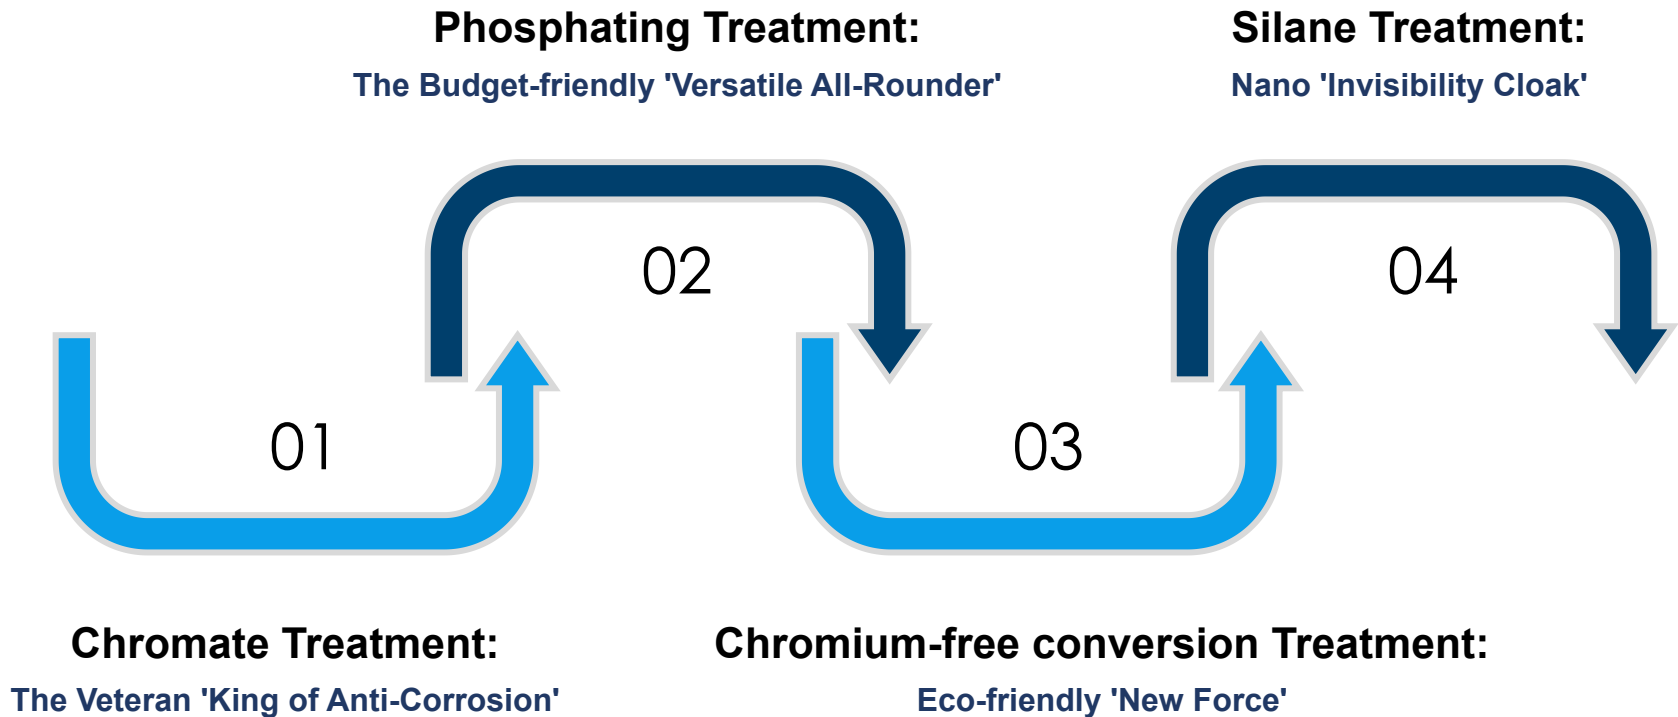 Phosphating Treatment:
The Budget-friendly 'Versatile All-Rounder'
Silane Treatment:
Nano 'Invisibility Cloak'
02
04
01
03
Chromate Treatment:
The Veteran 'King of Anti-Corrosion'
Chromium-free conversion Treatment:
Eco-friendly 'New Force'